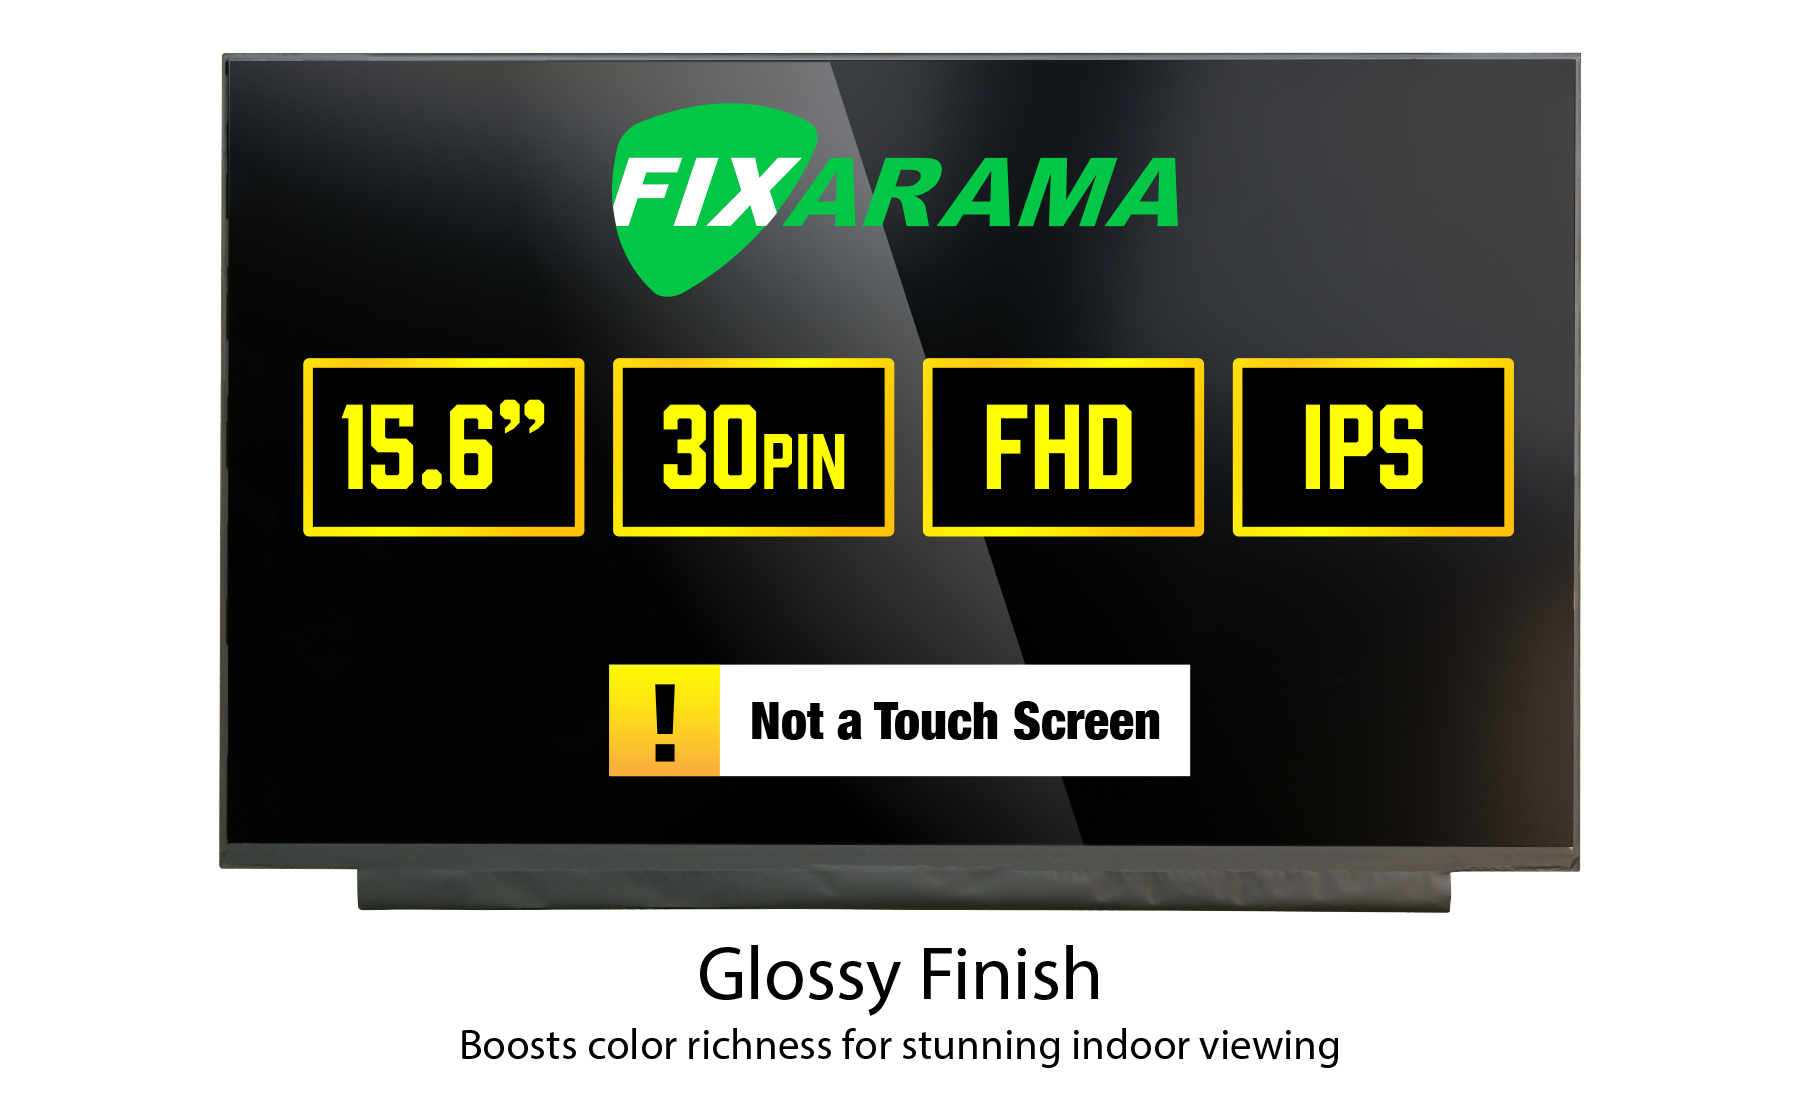 FIXARAMA
15.6”
30PIN
FHD
IPS
! Not a Touch Screen
Glossy Finish
Boosts color richness for stunning indoor viewing